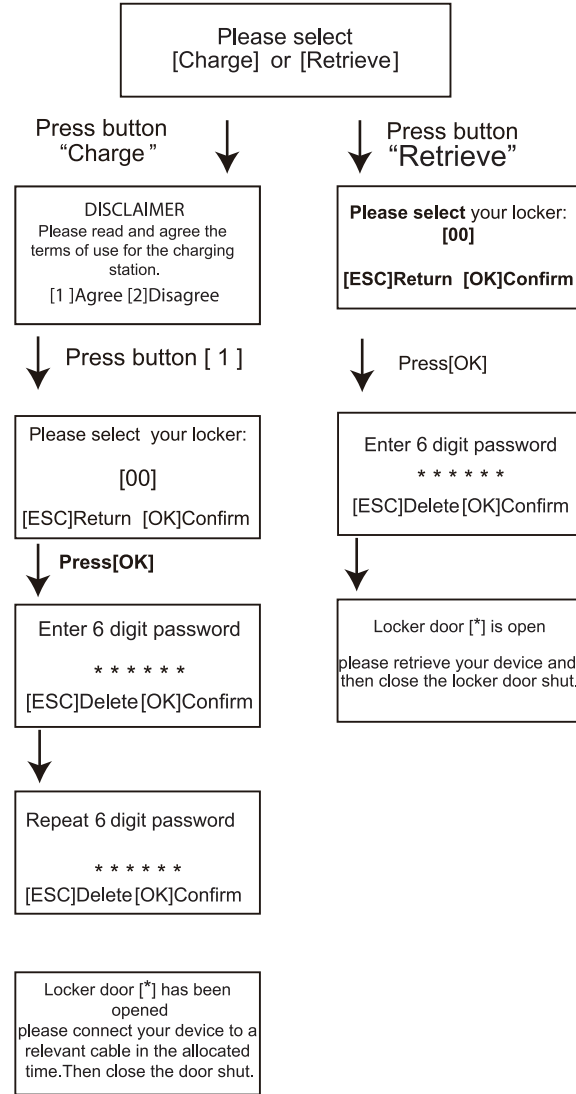 Please select
[Charge] or [Retrieve]
Press button
“Charge ”
DISCLAIMER
Please read and agree the
terms of use for the charging
station.
[1 ]Agree [2]Disagree
Press button [ 1 ]
Please select your locker:
[00]
[ESC]Return [OK]Confirm
Press[OK]
Enter 6 digit password
* * * * * *
[ESC]Delete[OK]Confirm
Repeat 6 digit password
* * * * * *
[ESC]Delete[OK]Confirm
Locker door [*] has been
opened
please connect your device to a
relevant cable in the allocated
time.Then close the door shut.
Press button
“Retrieve”
Please select your locker:
[00]
[ESC]Return [OK]Confirm
Press[OK]
Enter 6 digit password
* * * * * *
[ESC]Delete[OK]Confirm
Locker door [*] is open
please retrieve your device and
then close the locker door shut.